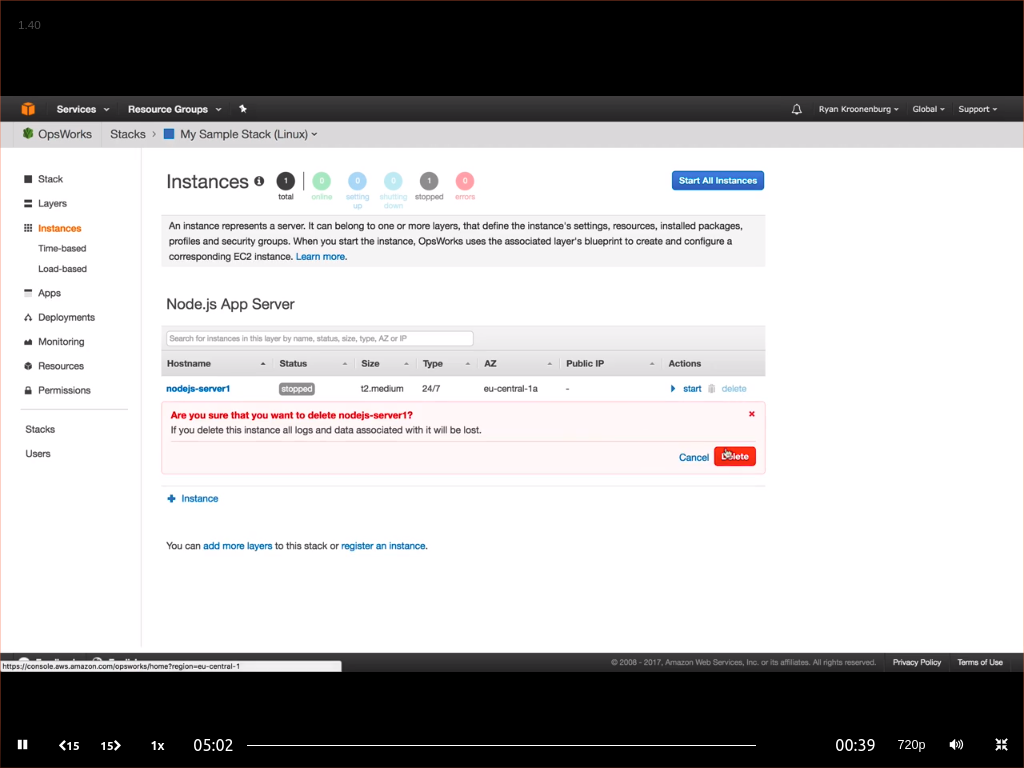 1.40
Services Resource Groups Ryan Kroonenburg Global Support
OpsWorks Stacks My Sample Stack (Linux)
Stack
Layers
Instances
Time-based
Load-based
Apps
Deployments
Monitoring
Resources
Permissions
Stacks
Users
Instances 1 0 0 0 1 0 Start All Instances
total online setting up shutting down stopped errors
An instance represents a server. It can belong to one or more layers, that define the instance's settings, resources, installed packages,
profiles and security groups. When you start the instance, OpsWorks uses the associated layer's blueprint to create and configure a
corresponding EC2 instance. Learn more.
Node.js App Server
Search for instances in this layer by name, status, size, type, AZ or IP
Hostname Status Size Type AZ Public IP Actions
nodejs-server1 stopped t2.medium 24/7 eu-central-1a - start delete
Are you sure that you want to delete nodejs-server1?
If you delete this instance all logs and data associated with it will be lost.
Cancel Delete
Instance
You can add more layers to this stack or register an instance.
https://console.aws.amazon.com/opsworks/home?region=eu-central-1
© 2008 - 2017, Amazon Web Services, Inc. or its affiliates. All rights reserved. Privacy Policy Terms of Use
15 15 1x 05:02 00:39 720p